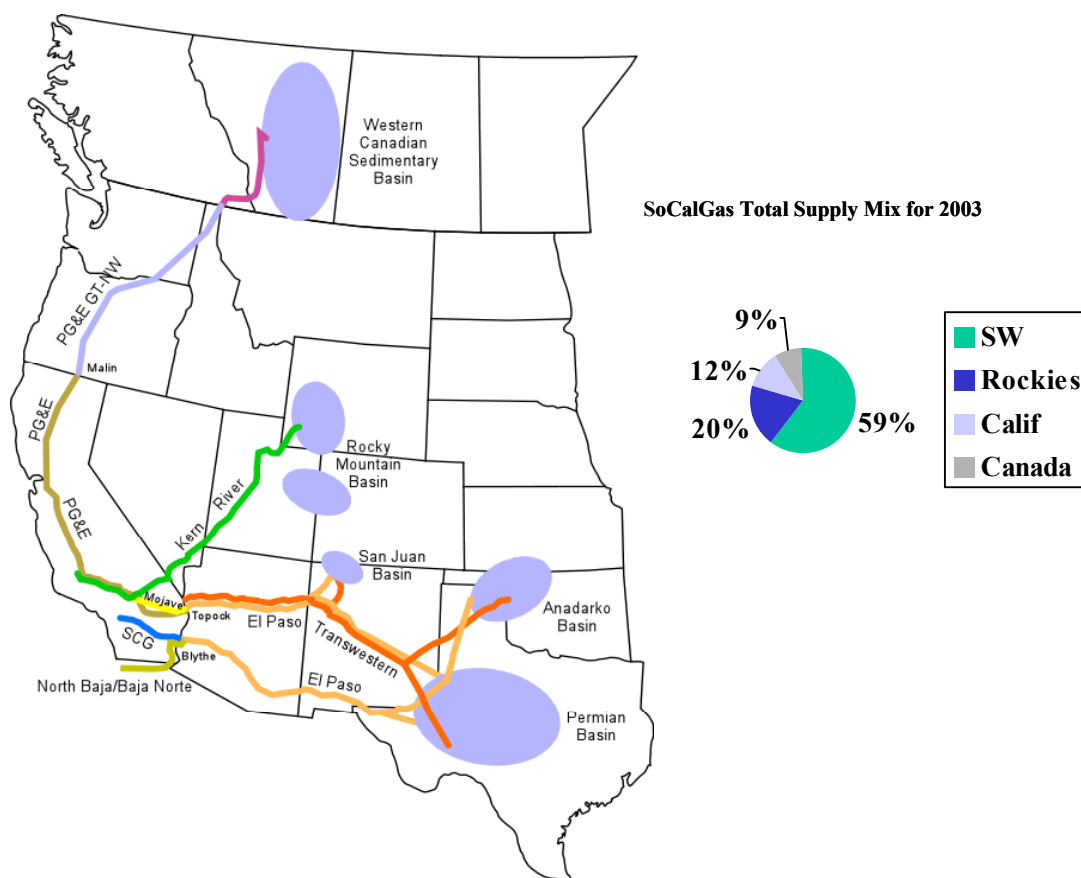 Western
Canadian
Sedimentary
Basin
SoCalGas Total Supply Mix for 2003
PG&E GT-NW
Malin
PG&E
PG&E
Kern
River
Rocky
Mountain
Basin
San Juan
Basin
Mojave
Topock
El Paso
SCG
Blythe
North Baja/Baja Norte
El Paso
Transwestern
Anadarko
Basin
Permian
Basin
9%
12%
20%
59%
SW
Rockies
Calif
Canada